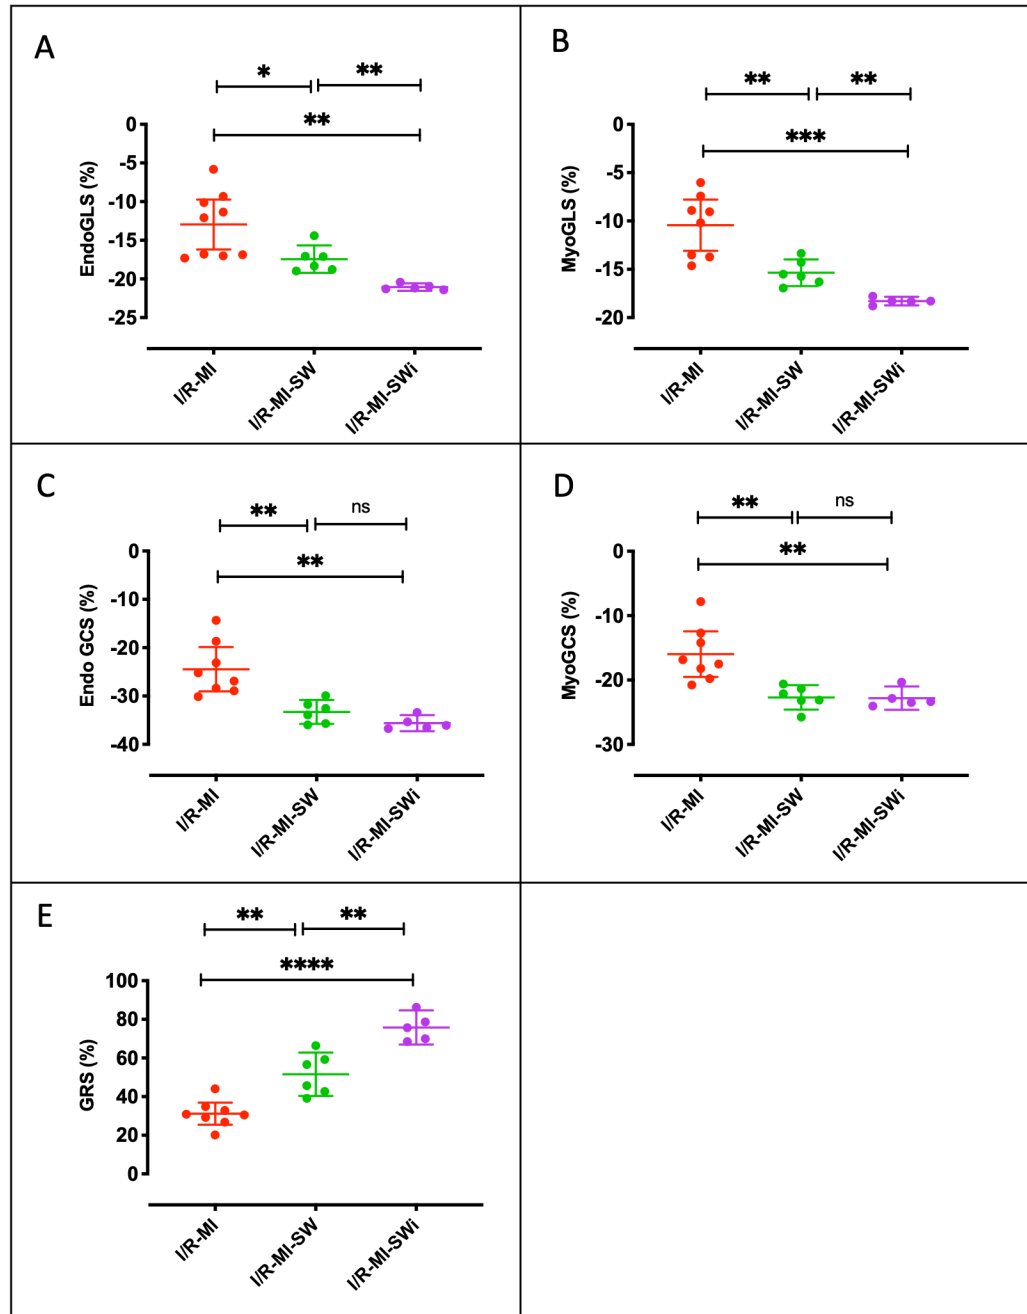 A
* **
**
0
-5
-10
-15
-20
-25
EndoGLS (%)
I/R-MI
I/R-MI-SW
I/R-MI-SWi
B
** **
***
0
-5
-10
-15
-20
MyoGLS (%)
I/R-MI
I/R-MI-SW
I/R-MI-SWi
C
** ns
**
0
-10
-20
-30
-40
Endo GCS (%)
I/R-MI
I/R-MI-SW
I/R-MI-SWi
D
** ns
**
0
-10
-20
-30
MyoGCS (%)
I/R-MI
I/R-MI-SW
I/R-MI-SWi
E
** **
****
100
80
60
40
20
0
GRS (%)
I/R-MI
I/R-MI-SW
I/R-MI-SWi